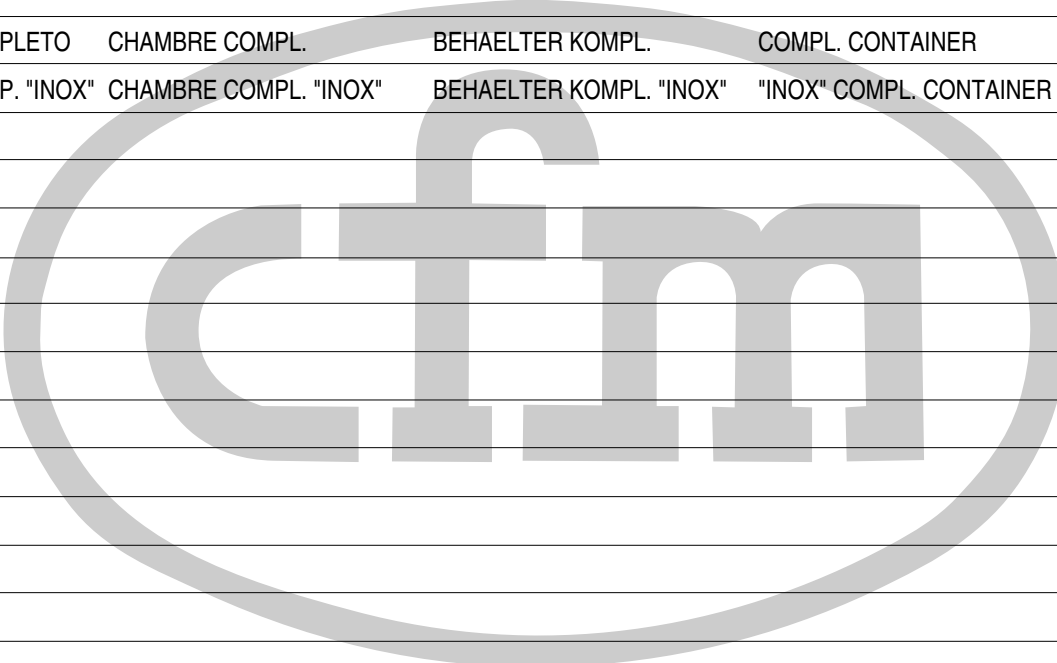 PLETO CHAMBRE COMPL. BEHAELTER KOMPL. COMPL. CONTAINER
P. "INOX" CHAMBRE COMPL. "INOX" BEHAELTER KOMPL. "INOX" "INOX" COMPL. CONTAINER
cfm